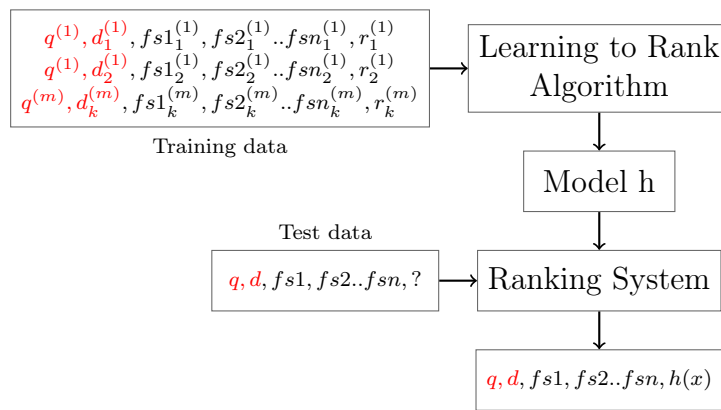 q^{(1)}, d_1^{(1)}, fs1_1^{(1)}, fs2_1^{(1)}..fsn_1^{(1)}, r_1^{(1)}
q^{(1)}, d_2^{(1)}, fs1_2^{(1)}, fs2_2^{(1)}..fsn_2^{(1)}, r_2^{(1)}
q^{(m)}, d_k^{(m)}, fs1_k^{(m)}, fs2_k^{(m)}..fsn_k^{(m)}, r_k^{(m)}
Training data
Learning to Rank
Algorithm
Model h
Test data
q, d, fs1, fs2..fsn, ?
Ranking System
q, d, fs1, fs2..fsn, h(x)